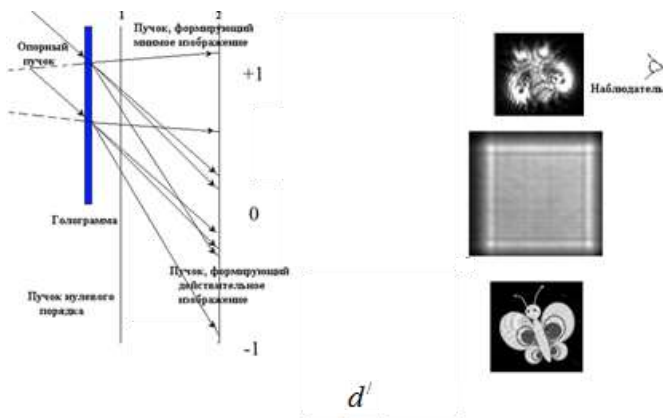 1
2
Пучок, формирующий
мнимое изображение
Опорный
пучок
+1
Наблюдатель
0
Голограмма
Пучок, формирующий
действительное
изображение
Пучок нулевого
порядка
-1
d/